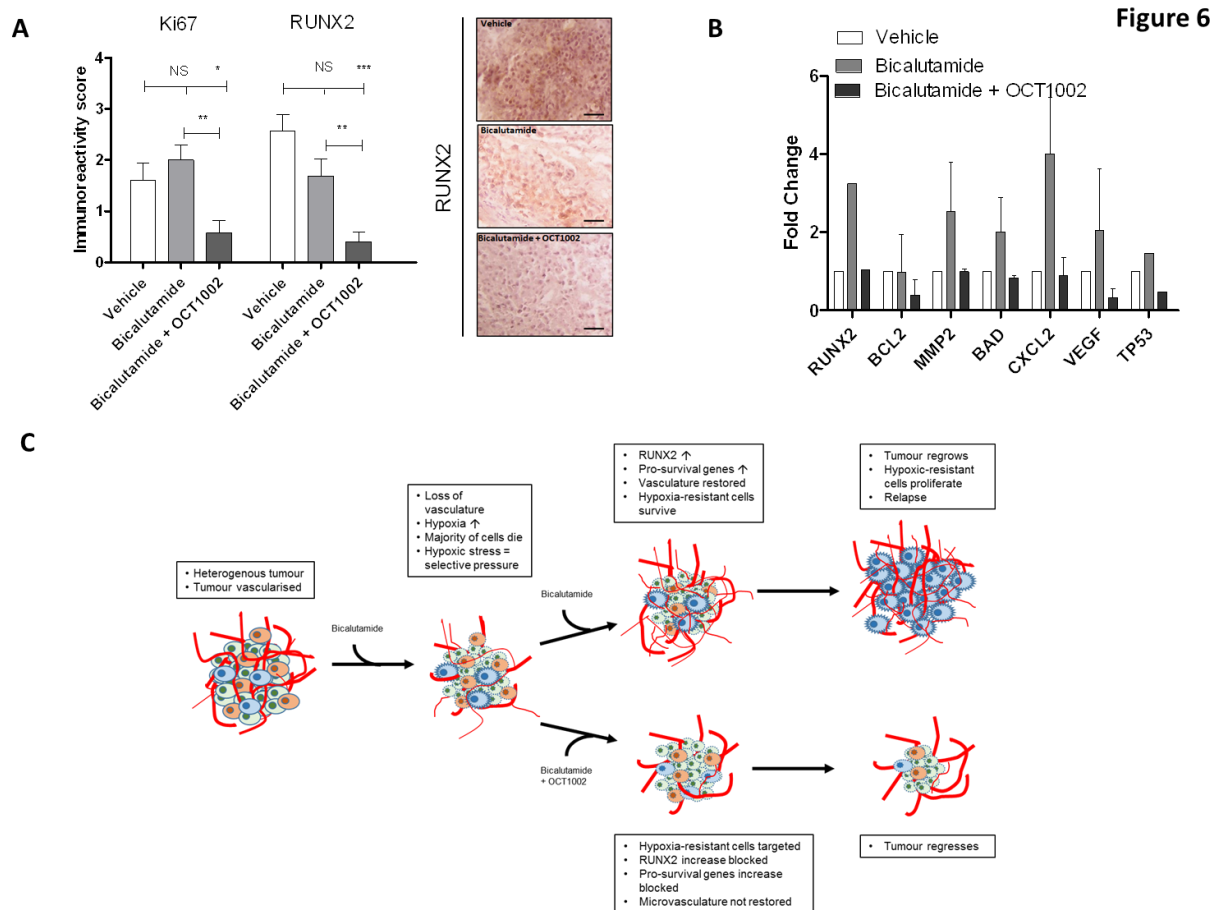 Figure 6
A
Ki67
RUNX2
Immunoreactivity score
4
3
2
1
0
NS
*
**
NS
***
**
Vehicle
Bicalutamide
Bicalutamide + OCT1002
Vehicle
Bicalutamide
Bicalutamide + OCT1002
RUNX2
Vehicle
Bicalutamide
Bicalutamide + OCT1002
B
Vehicle
Bicalutamide
Bicalutamide + OCT1002
Fold Change
6
4
2
0
RUNX2
BCL2
MMP2
BAD
CXCL2
VEGF
TP53
C
• Heterogenous tumour
• Tumour vascularised
Bicalutamide
• Loss of
vasculature
• Hypoxia ↑
• Majority of cells die
• Hypoxic stress =
selective pressure
Bicalutamide
• RUNX2 ↑
• Pro-survival genes ↑
• Vasculature restored
• Hypoxia-resistant cells
survive
• Tumour regrows
• Hypoxic-resistant
cells proliferate
• Relapse
Bicalutamide
+ OCT1002
• Hypoxia-resistant cells targeted
• RUNX2 increase blocked
• Pro-survival genes increase
blocked
• Microvasculature not restored
• Tumour regresses